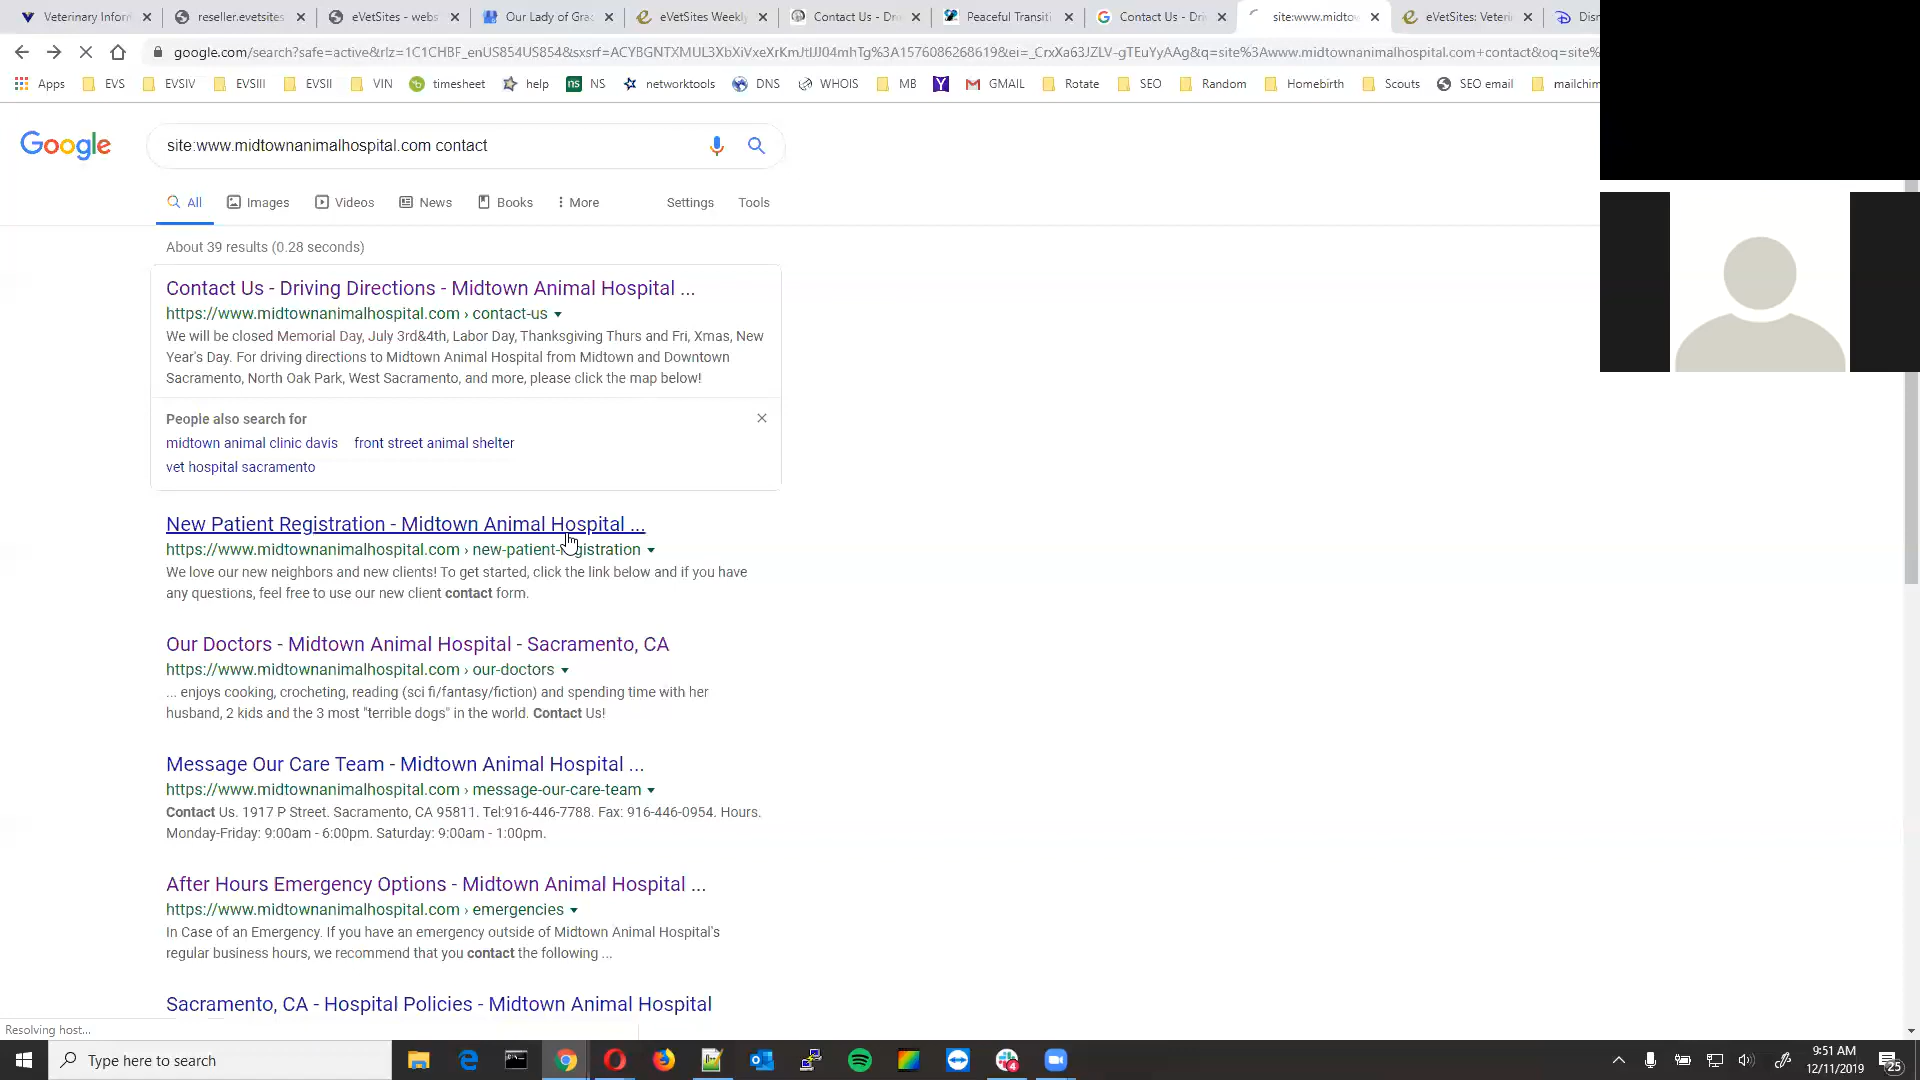 Veterinary Inforr
reseller.evetsites
eVetSites - webs
Our Lady of Grac
eVetSites Weekly
Contact Us - Dr
Peaceful Transiti
Contact Us - Dri
site:www.midto
eVetSites: Veteri
Disn
google.com/search?safe=active&rlz=1C1CHBF_enUS854US854&sxsrf=ACYBGNTXMUL3XbXiVxeXrKmJtIJJ04mhTg%3A1576086268619&ei=_CrxXa63JZLV-gTEuYyAAg&q=site%3Awww.midtownanimalhospital.com+contact&oq=site%
Apps EVS EVSIV EVSIII EVSII VIN timesheet help NS networktools DNS WHOIS MB GMAIL Rotate SEO Random Homebirth Scouts SEO email mailchim
Google
site:www.midtownanimalhospital.com contact
All Images Videos News Books More Settings Tools
About 39 results (0.28 seconds)
Contact Us - Driving Directions - Midtown Animal Hospital ...
https://www.midtownanimalhospital.com › contact-us
We will be closed Memorial Day, July 3rd&4th, Labor Day, Thanksgiving Thurs and Fri, Xmas, New
Year's Day. For driving directions to Midtown Animal Hospital from Midtown and Downtown
Sacramento, North Oak Park, West Sacramento, and more, please click the map below!
People also search for
midtown animal clinic davis front street animal shelter
vet hospital sacramento
New Patient Registration - Midtown Animal Hospital ...
https://www.midtownanimalhospital.com › new-patient-registration
We love our new neighbors and new clients! To get started, click the link below and if you have
any questions, feel free to use our new client contact form.
Our Doctors - Midtown Animal Hospital - Sacramento, CA
https://www.midtownanimalhospital.com › our-doctors
... enjoys cooking, crocheting, reading (sci fi/fantasy/fiction) and spending time with her
husband, 2 kids and the 3 most "terrible dogs" in the world. Contact Us!
Message Our Care Team - Midtown Animal Hospital ...
https://www.midtownanimalhospital.com › message-our-care-team
Contact Us. 1917 P Street. Sacramento, CA 95811. Tel:916-446-7788. Fax: 916-446-0954. Hours.
Monday-Friday: 9:00am - 6:00pm. Saturday: 9:00am - 1:00pm.
After Hours Emergency Options - Midtown Animal Hospital ...
https://www.midtownanimalhospital.com › emergencies
In Case of an Emergency. If you have an emergency outside of Midtown Animal Hospital's
regular business hours, we recommend that you contact the following ...
Sacramento, CA - Hospital Policies - Midtown Animal Hospital
Resolving host...
Type here to search
4
9:51 AM
12/11/2019
25